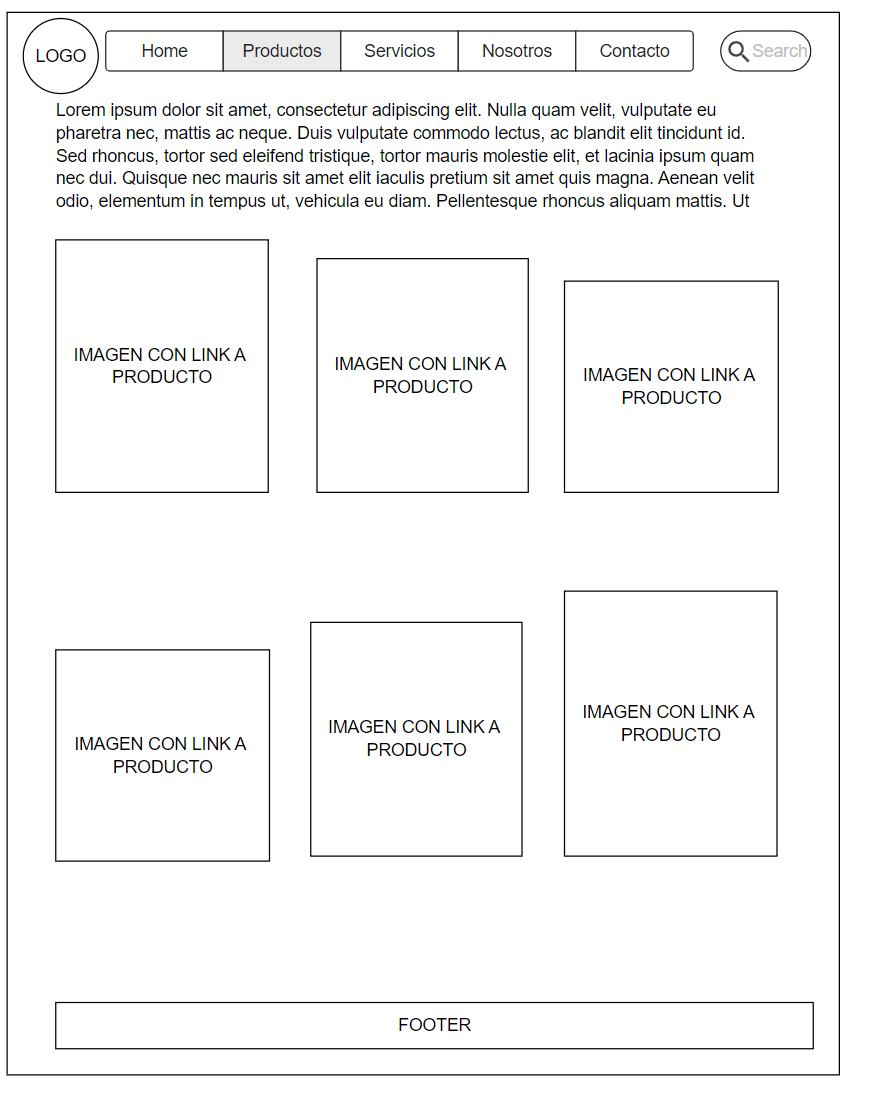 LOGO
Home
Productos
Servicios
Nosotros
Contacto
Search
Lorem ipsum dolor sit amet, consectetur adipiscing elit. Nulla quam velit, vulputate eu
pharetra nec, mattis ac neque. Duis vulputate commodo lectus, ac blandit elit tincidunt id.
Sed rhoncus, tortor sed eleifend tristique, tortor mauris molestie elit, et lacinia ipsum quam
nec dui. Quisque nec mauris sit amet elit iaculis pretium sit amet quis magna. Aenean velit
odio, elementum in tempus ut, vehicula eu diam. Pellentesque rhoncus aliquam mattis. Ut
IMAGEN CON LINK A
PRODUCTO
IMAGEN CON LINK A
PRODUCTO
IMAGEN CON LINK A
PRODUCTO
IMAGEN CON LINK A
PRODUCTO
IMAGEN CON LINK A
PRODUCTO
IMAGEN CON LINK A
PRODUCTO
FOOTER